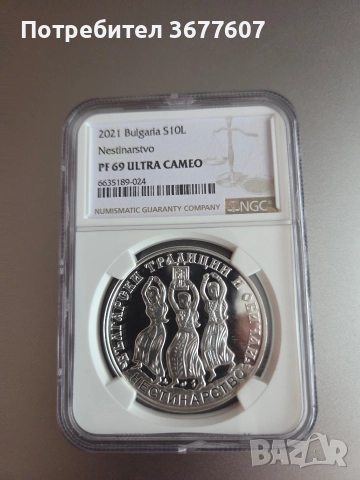 Потребител 3677607
2021 Bulgaria S10L
Nestinarstvo
PF 69 ULTRA CAMEO
6635189-024
NUMISMATIC GUARANTY COMPANY
NGC
БЪЛГАРСКИ ТРАДИЦИИ И ОБИЧАИ
НЕСТИНАРСТВО
BAZAR